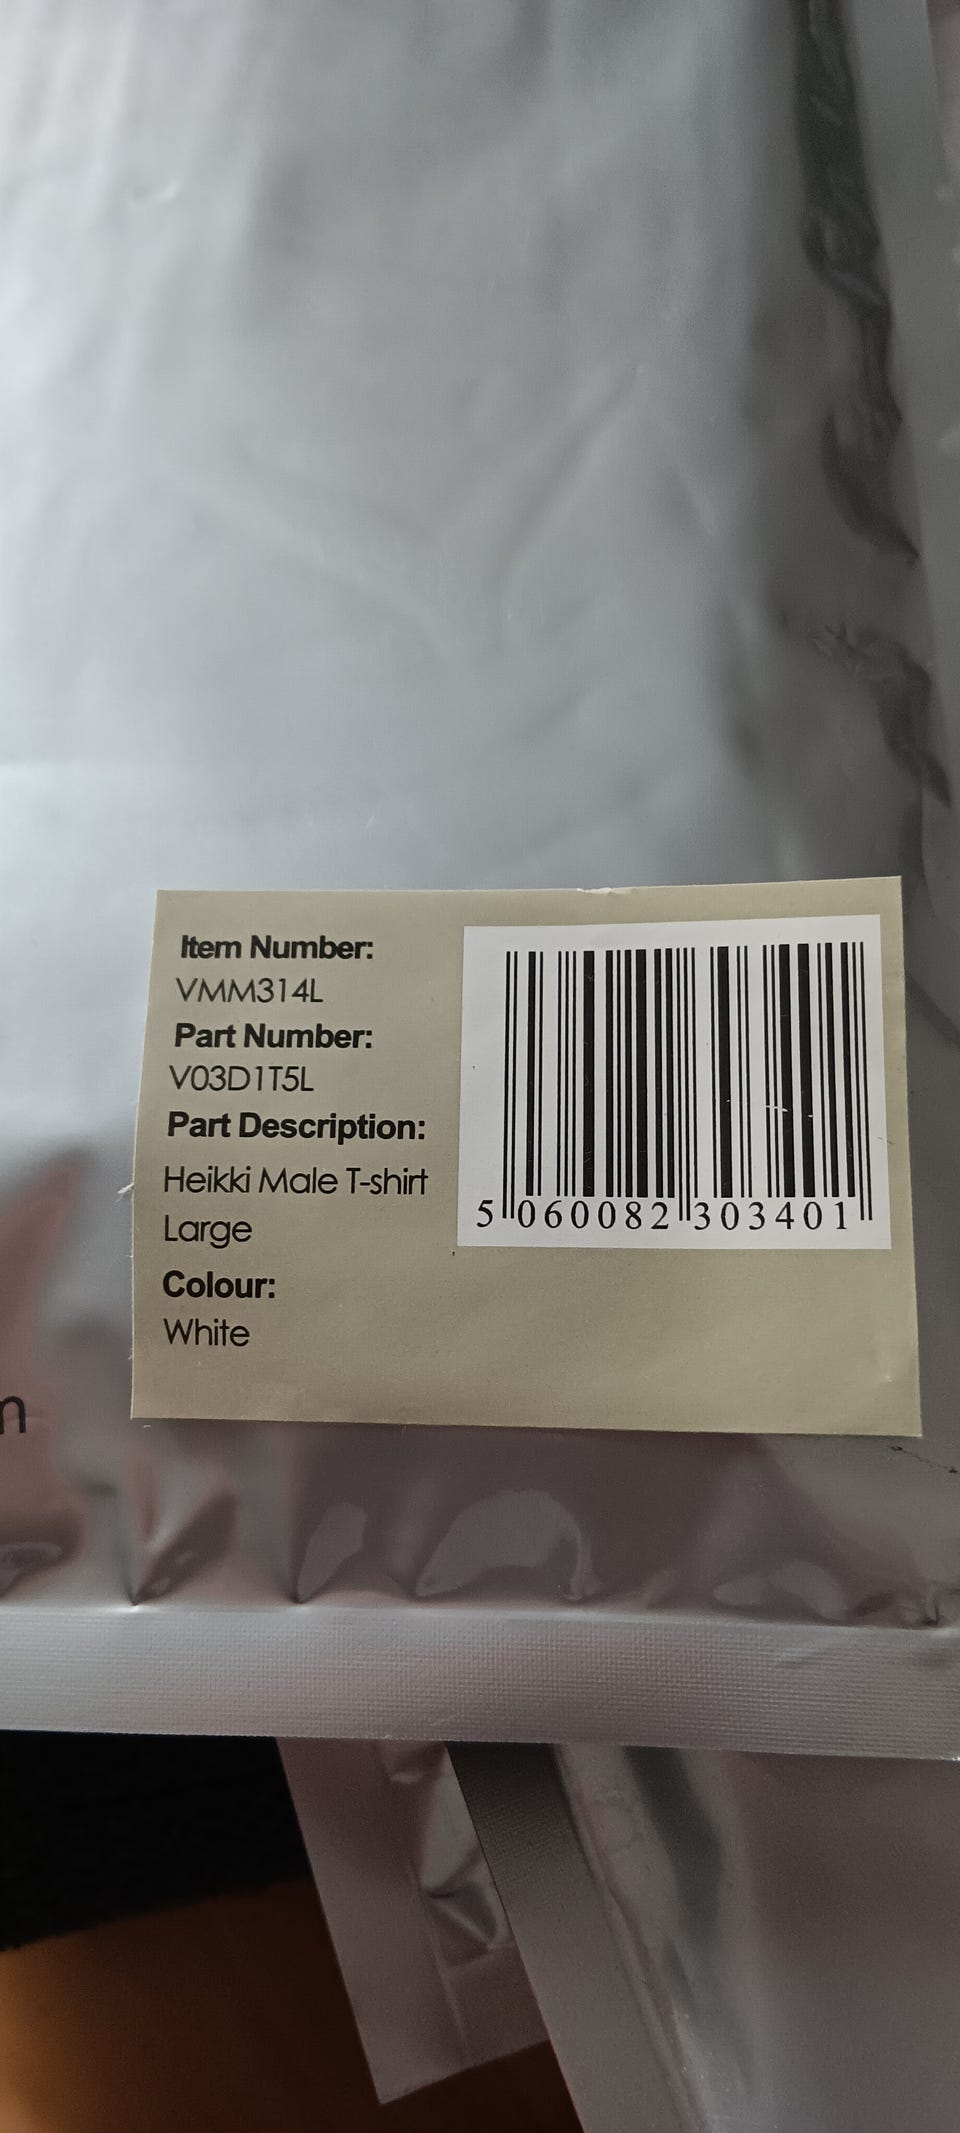 Item Number:
VMM314L
Part Number:
V03D1T5L
Part Description:
Heikki Male T-shirt
Large
Colour:
White
5 060082 303401